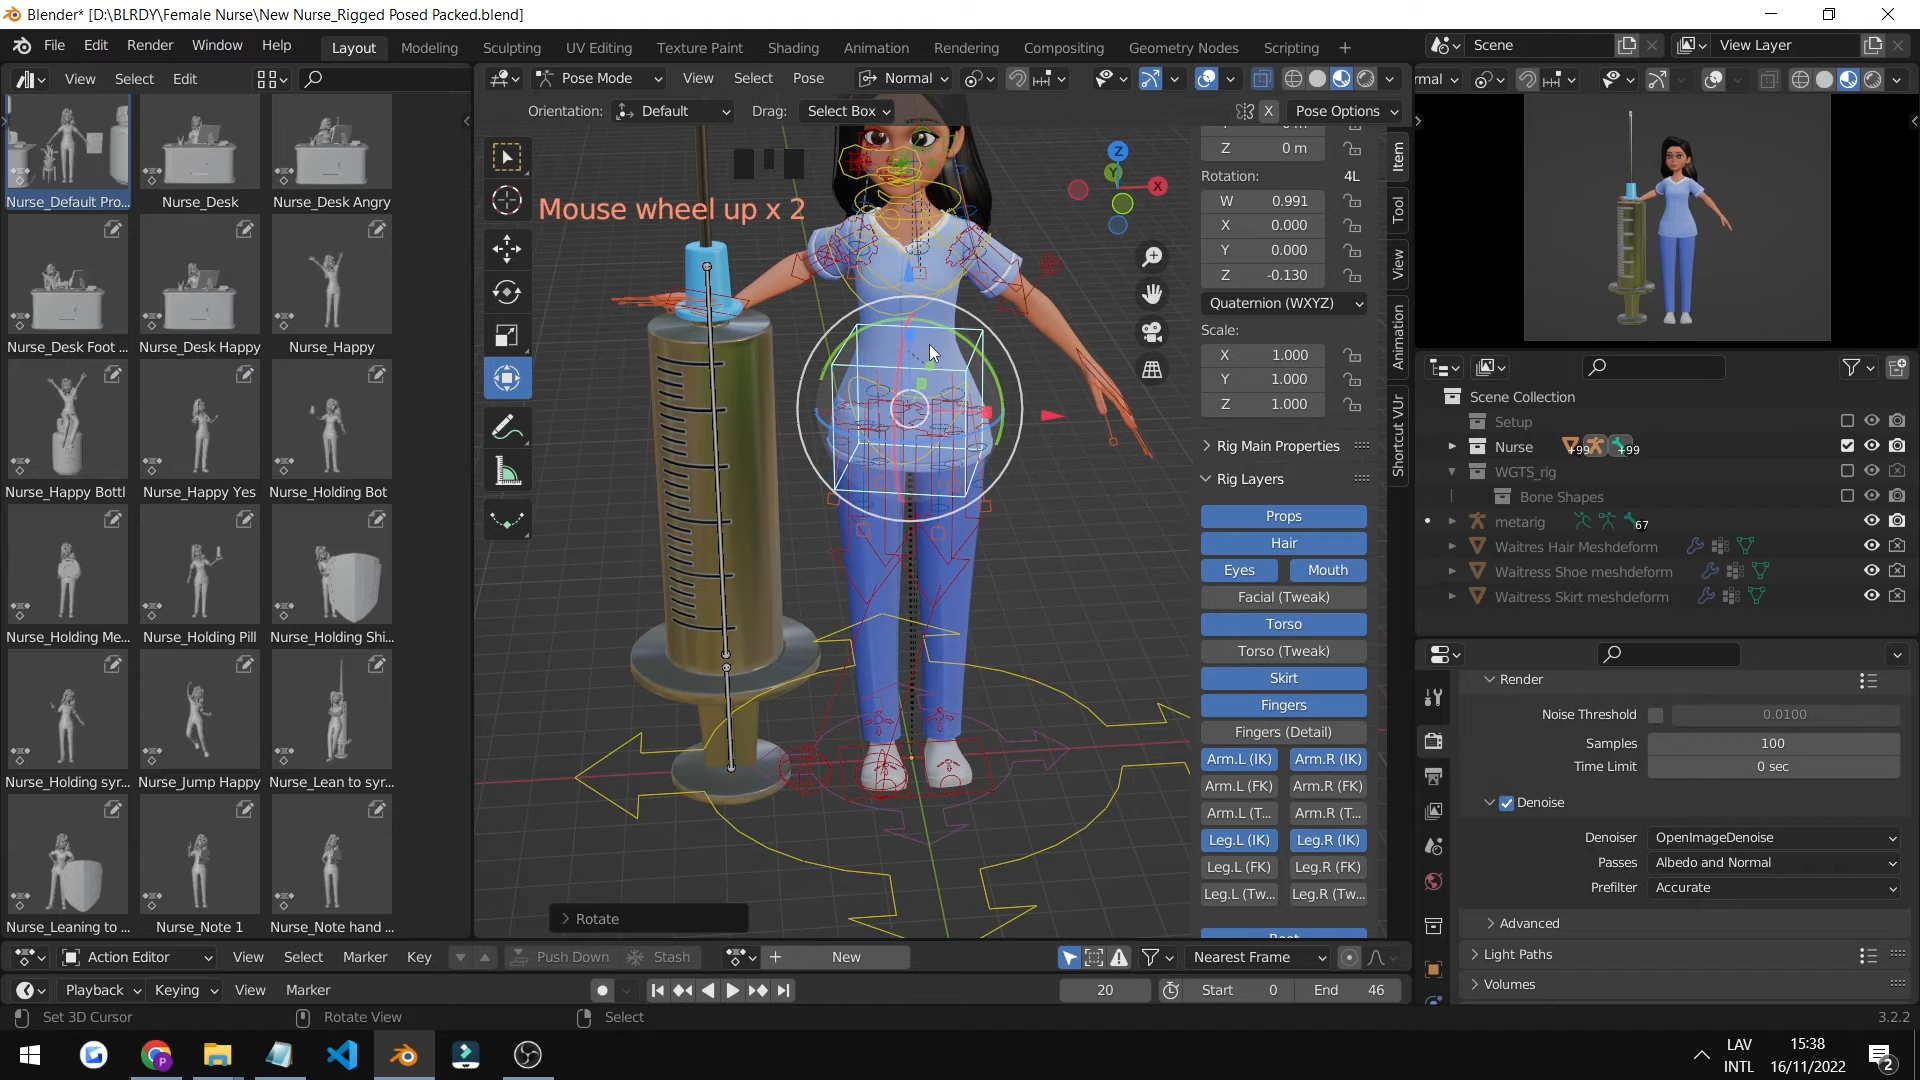 Blender* [D:\BLRDY\Female Nurse\New Nurse_Rigged Posed Packed.blend]
File Edit Render Window Help Layout Modeling Sculpting UV Editing Texture Paint Shading Animation Rendering Compositing Geometry Nodes Scripting + Scene View Layer
View Select Edit Pose Mode View Select Pose Normal
Orientation: Default Drag: Select Box X Pose Options
Mouse wheel up x 2
Nurse_Default Pro... Nurse_Desk Nurse_Desk Angry
Nurse_Desk Foot ... Nurse_Desk Happy Nurse_Happy
Nurse_Happy Bottl Nurse_Happy Yes Nurse_Holding Bot
Nurse_Holding Me... Nurse_Holding Pill Nurse_Holding Shi...
Nurse_Holding syr... Nurse_Jump Happy Nurse_Lean to syr...
Nurse_Leaning to ... Nurse_Note 1 Nurse_Note hand ...
Z
Y
X
Z 0 m
Rotation: 4L
W 0.991
X 0.000
Y 0.000
Z -0.130
Quaternion (WXYZ)
Scale:
X 1.000
Y 1.000
Z 1.000
Rig Main Properties
Rig Layers
Props
Hair
Eyes Mouth
Facial (Tweak)
Torso
Torso (Tweak)
Skirt
Fingers
Fingers (Detail)
Arm.L (IK) Arm.R (IK)
Arm.L (FK) Arm.R (FK)
Arm.L (T... Arm.R (T...
Leg.L (IK) Leg.R (IK)
Leg.L (FK) Leg.R (FK)
Leg.L (Tw... Leg.R (Tw...
Item
Tool
View
Animation
Shortcut VUr
Rotate
rmal
Scene Collection
Setup
Nurse +99 +99
WGTS_rig
Bone Shapes
metarig 67
Waitres Hair Meshdeform
Waitress Shoe meshdeform
Waitress Skirt meshdeform
Render
Noise Threshold 0.0100
Samples 100
Time Limit 0 sec
Denoise
Denoiser OpenImageDenoise
Passes Albedo and Normal
Prefilter Accurate
Advanced
Light Paths
Volumes
Action Editor View Select Marker Key Push Down Stash + New Nearest Frame
Playback Keying View Marker 20 Start 0 End 46
Set 3D Cursor Rotate View Select 3.2.2
LAV
INTL
15:38
16/11/2022
2